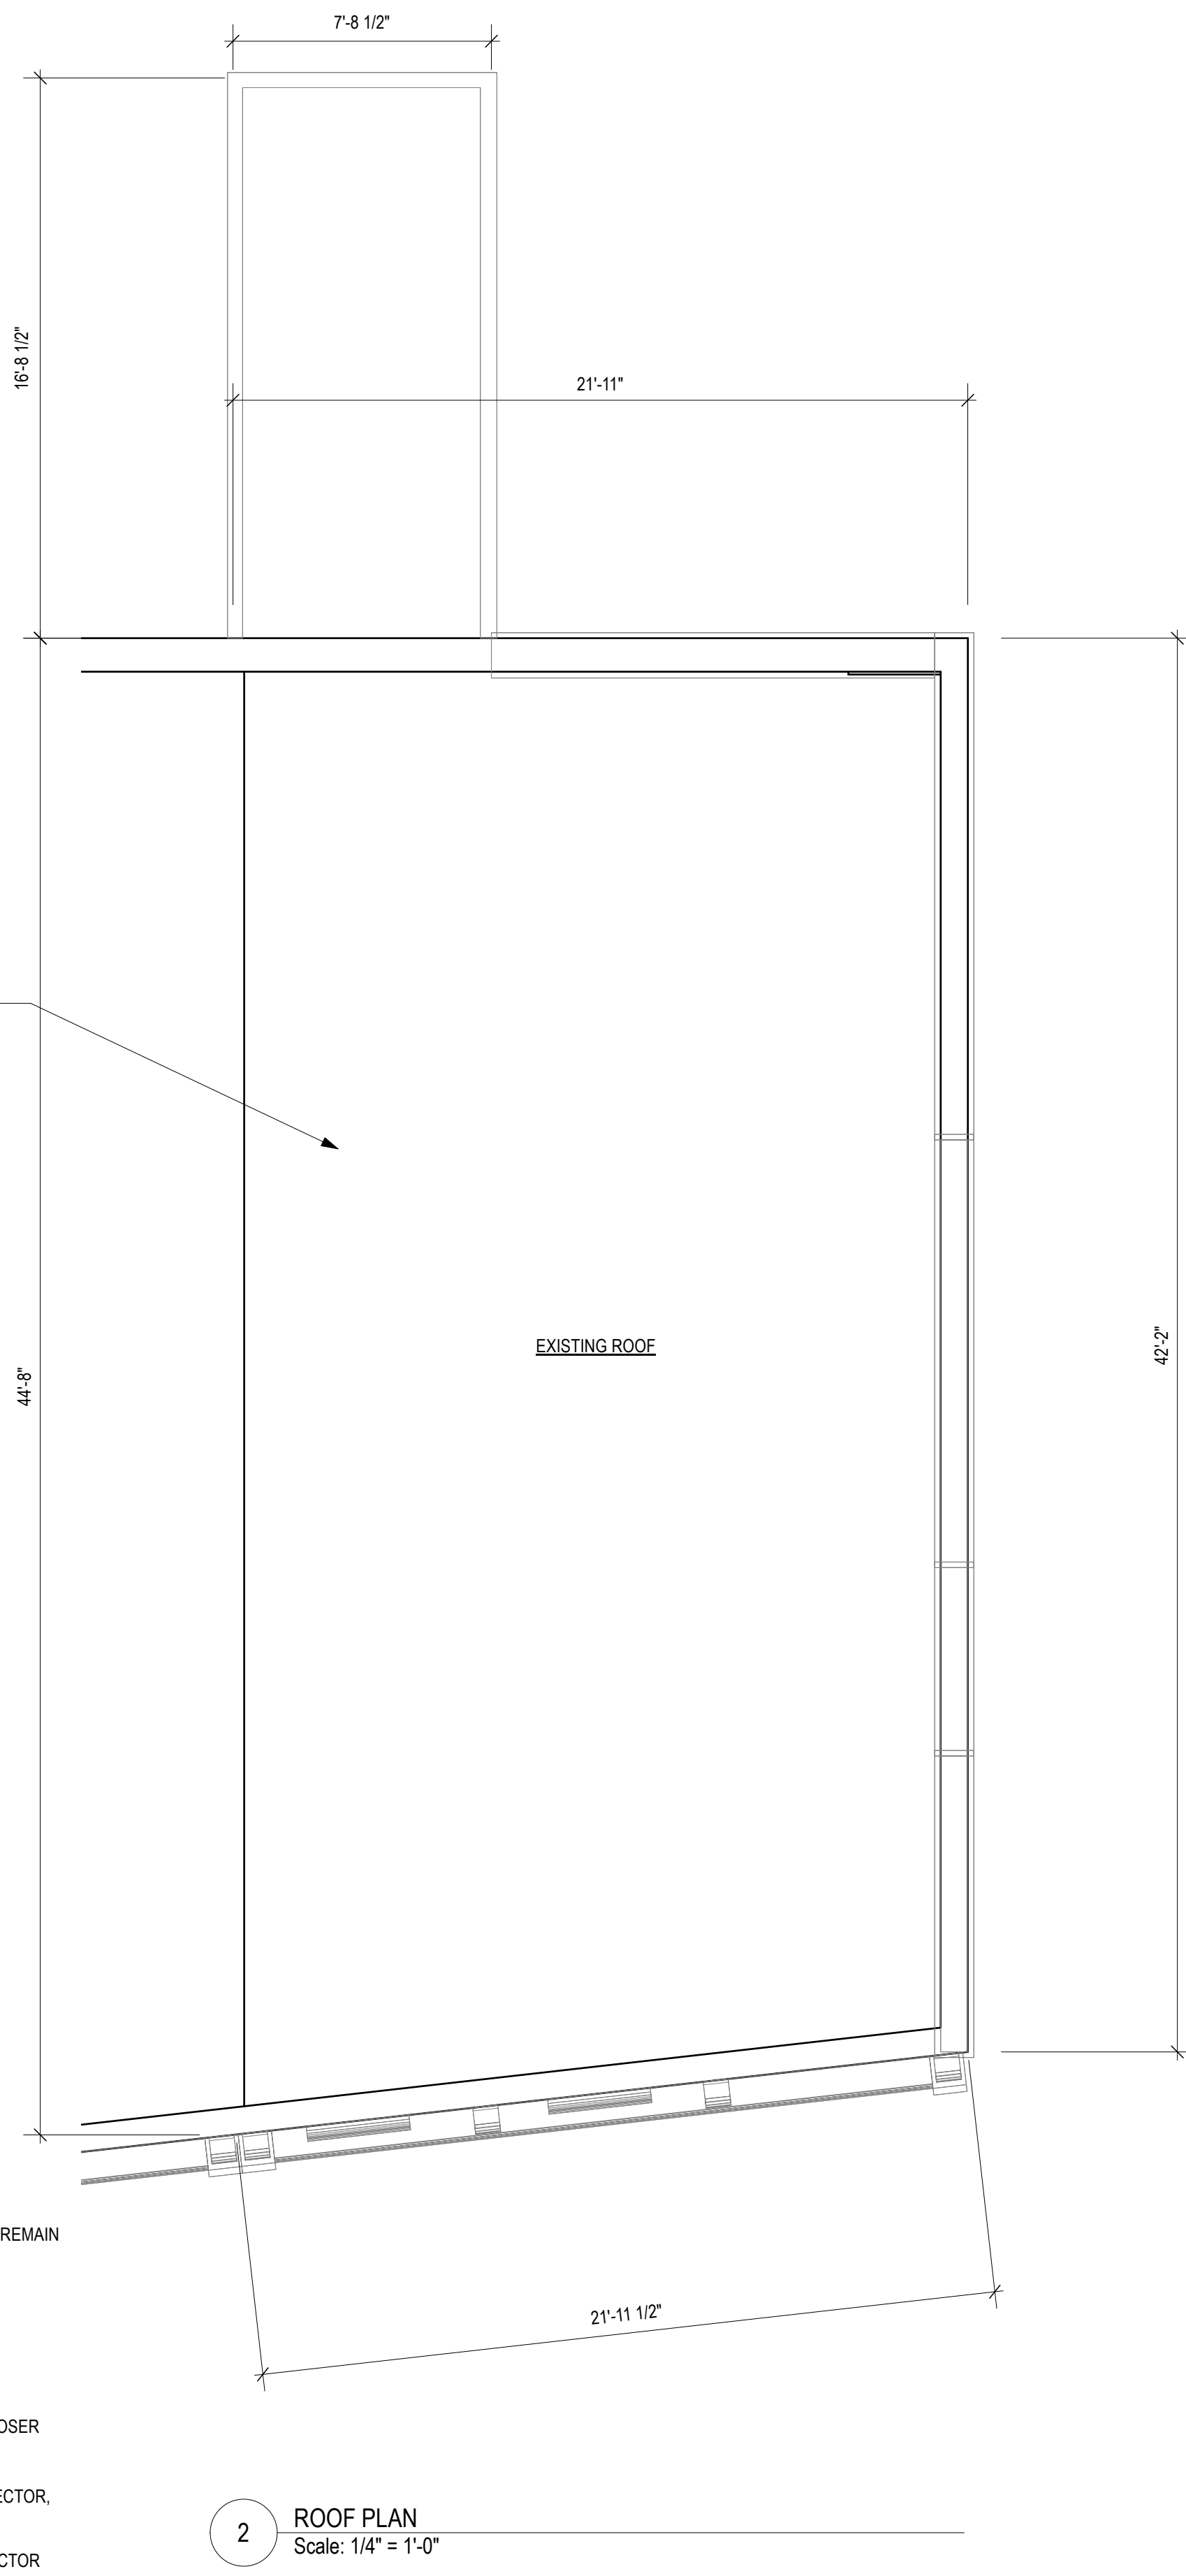 7'-8 1/2"
16'-8 1/2"
21'-11"
EXISTING ROOF
42'-2"
44'-8"
REMAIN
21'-11 1/2"
OSER
ECTOR,
CTOR
2
ROOF PLAN
Scale: 1/4" = 1'-0"